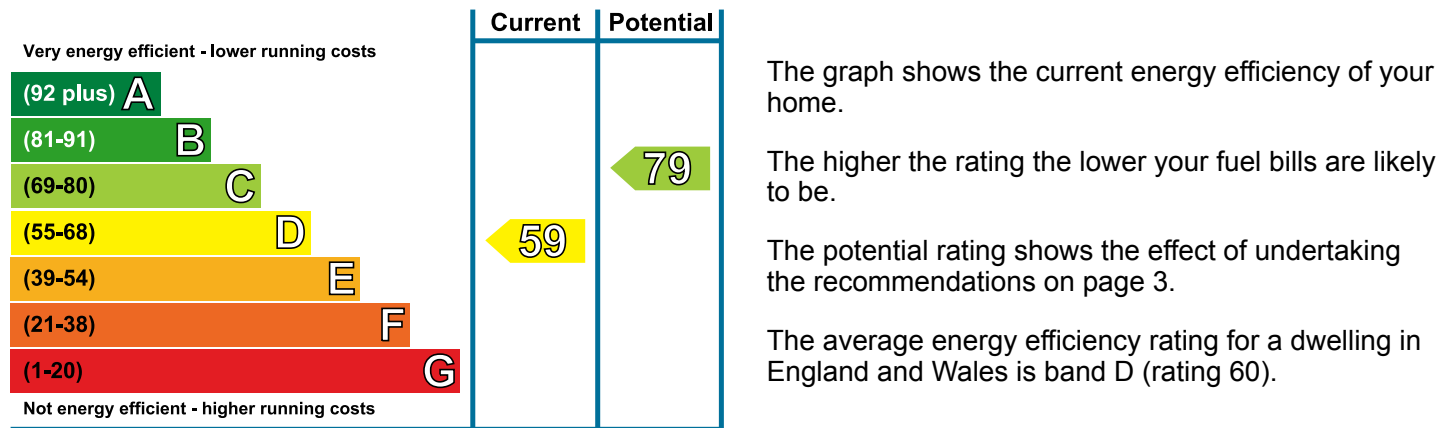 Current Potential
Very energy efficient - lower running costs
(92 plus) A
(81-91) B
(69-80) C
79
(55-68) D
59
(39-54) E
(21-38) F
(1-20) G
Not energy efficient - higher running costs
The graph shows the current energy efficiency of your
home.
The higher the rating the lower your fuel bills are likely
to be.
The potential rating shows the effect of undertaking
the recommendations on page 3.
The average energy efficiency rating for a dwelling in
England and Wales is band D (rating 60).